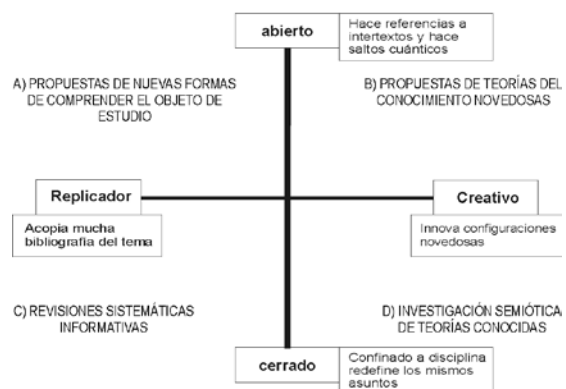 abierto
Hace referencias a
intertextos y hace
saltos cuánticos
A) PROPUESTAS DE NUEVAS FORMAS
DE COMPRENDER EL OBJETO DE
ESTUDIO
B) PROPUESTAS DE TEORÍAS DEL
CONOCIMIENTO NOVEDOSAS
Replicador
Acopia mucha
bibliografia del tema
Creativo
Innova configuraciones
novedosas
C) REVISIONES SISTEMÁTICAS
INFORMATIVAS
D) INVESTIGACIÓN SEMIÓTICA
DE TEORÍAS CONOCIDAS
cerrado
Confinado a disciplina
redefine los mismos
asuntos